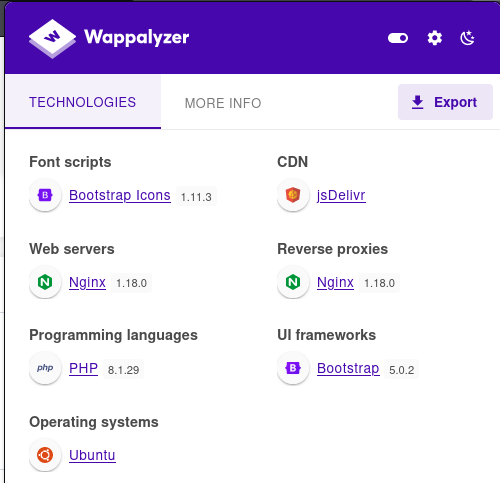 Wappalyzer
TECHNOLOGIES MORE INFO Export
Font scripts
Bootstrap Icons 1.11.3
CDN
jsDelivr
Web servers
Nginx 1.18.0
Reverse proxies
Nginx 1.18.0
Programming languages
php PHP 8.1.29
UI frameworks
B Bootstrap 5.0.2
Operating systems
Ubuntu